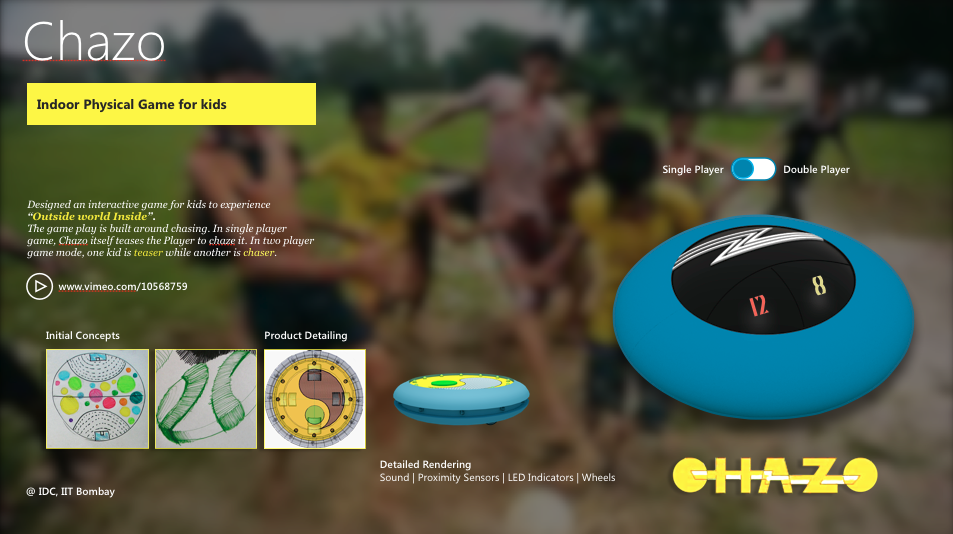 Chazo
Indoor Physical Game for kids
Single Player
Double Player
Designed an interactive game for kids to experience
“Outside world Inside”.
The game play is built around chasing. In single player
game, Chazo itself teases the Player to chaze it. In two player
game mode, one kid is teaser while another is chaser.
www.vimeo.com/10568759
12
8
Initial Concepts
Product Detailing
Detailed Rendering
Sound | Proximity Sensors | LED Indicators | Wheels
CHAZO
@ IDC, IIT Bombay